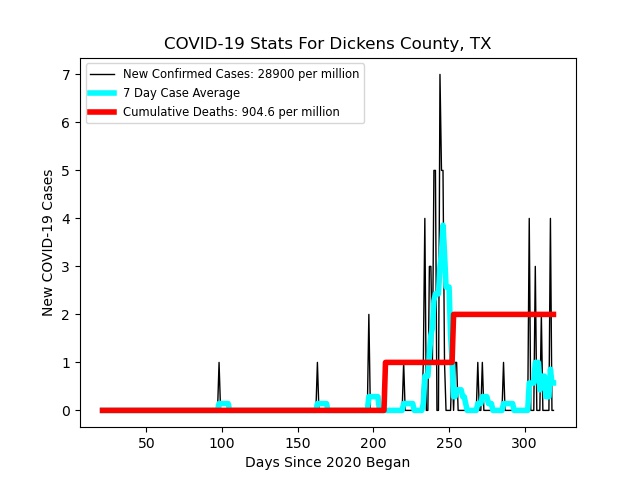 COVID-19 Stats For Dickens County, TX
New Confirmed Cases: 28900 per million
7 Day Case Average
Cumulative Deaths: 904.6 per million
New COVID-19 Cases
7
6
5
4
3
2
1
0
50 100 150 200 250 300
Days Since 2020 Began